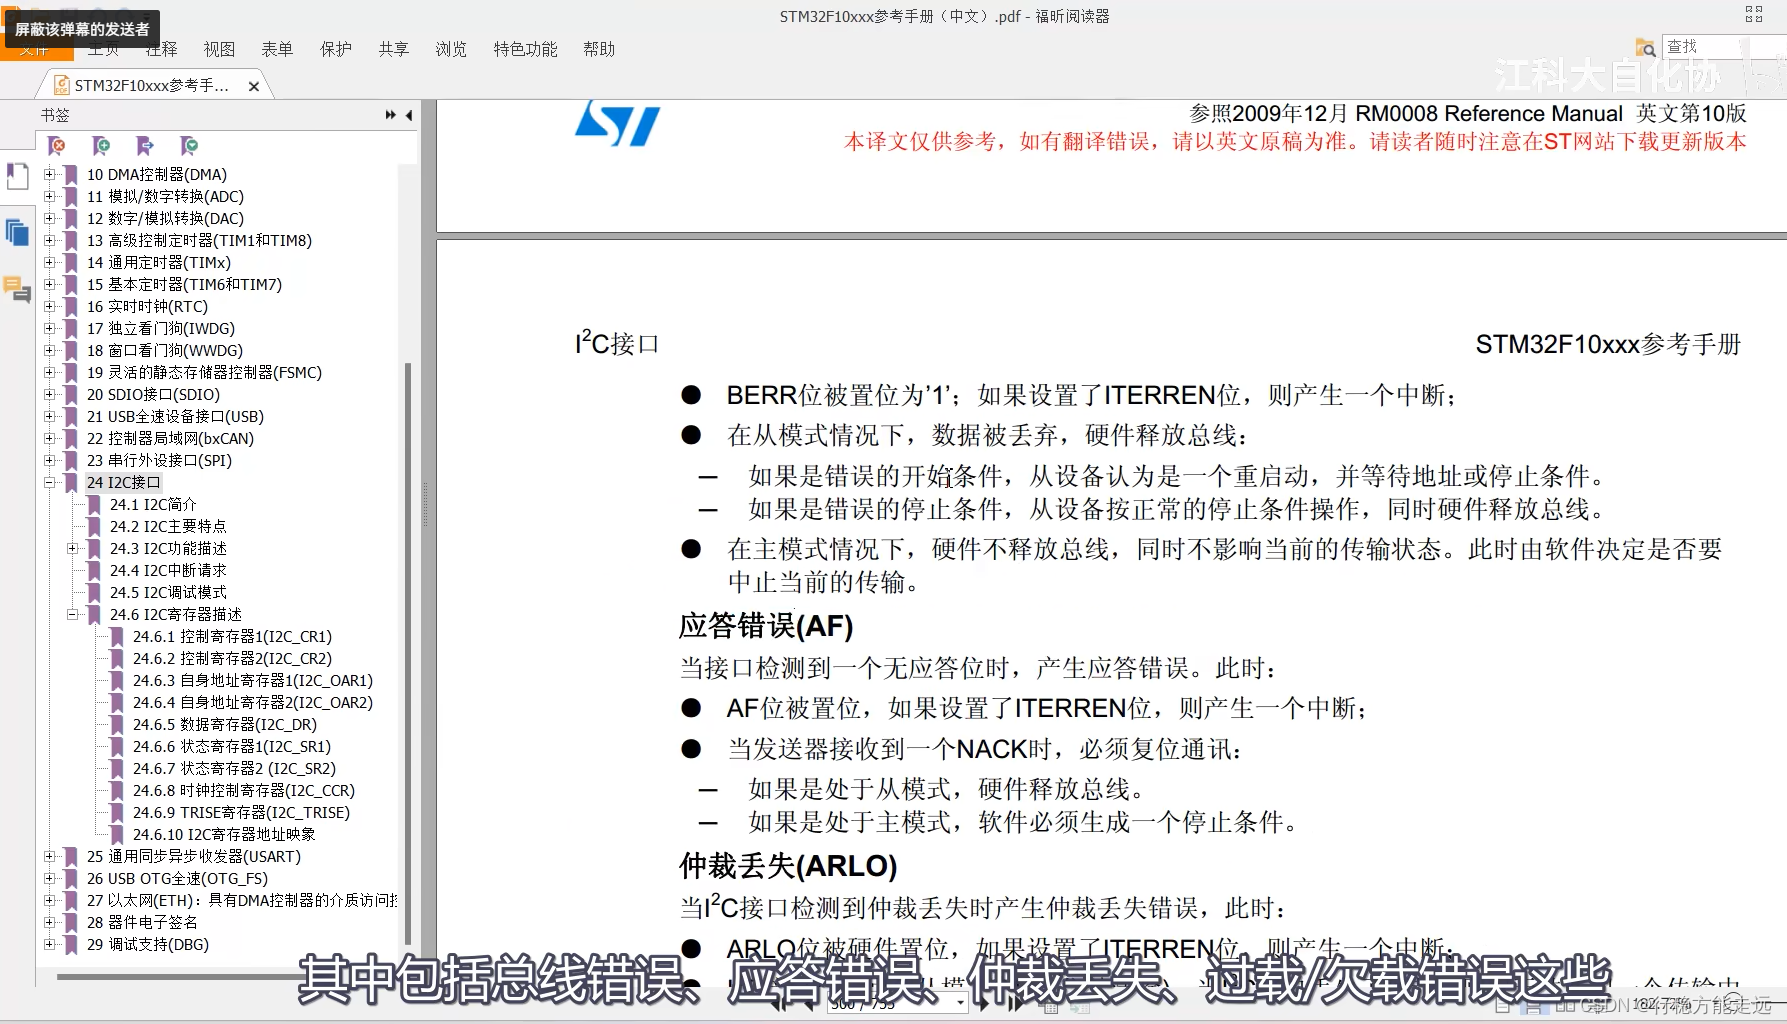 屏蔽该弹幕的发送者
STM32F10xxx参考手册（中文）.pdf - 福昕阅读器
文件 主页 注释 视图 表单 保护 共享 浏览 特色功能 帮助
查找
江科大自化协
STM32F10xxx参考手...
书签
10 DMA控制器(DMA)
11 模拟/数字转换(ADC)
12 数字/模拟转换(DAC)
13 高级控制定时器(TIM1和TIM8)
14 通用定时器(TIMx)
15 基本定时器(TIM6和TIM7)
16 实时时钟(RTC)
17 独立看门狗(IWDG)
18 窗口看门狗(WWDG)
19 灵活的静态存储器控制器(FSMC)
20 SDIO接口(SDIO)
21 USB全速设备接口(USB)
22 控制器局域网(bxCAN)
23 串行外设接口(SPI)
24 I2C接口
24.1 I2C简介
24.2 I2C主要特点
24.3 I2C功能描述
24.4 I2C中断请求
24.5 I2C调试模式
24.6 I2C寄存器描述
24.6.1 控制寄存器1(I2C_CR1)
24.6.2 控制寄存器2(I2C_CR2)
24.6.3 自身地址寄存器1(I2C_OAR1)
24.6.4 自身地址寄存器2(I2C_OAR2)
24.6.5 数据寄存器(I2C_DR)
24.6.6 状态寄存器1(I2C_SR1)
24.6.7 状态寄存器2 (I2C_SR2)
24.6.8 时钟控制寄存器(I2C_CCR)
24.6.9 TRISE寄存器(I2C_TRISE)
24.6.10 I2C寄存器地址映象
25 通用同步异步收发器(USART)
26 USB OTG全速(OTG_FS)
27 以太网(ETH)：具有DMA控制器的介质访问控
28 器件电子签名
29 调试支持(DBG)
ST
参照2009年12月 RM0008 Reference Manual 英文第10版
本译文仅供参考，如有翻译错误，请以英文原稿为准。请读者随时注意在ST网站下载更新版本
I²C接口
STM32F10xxx参考手册
● BERR位被置位为'1'；如果设置了ITERREN位，则产生一个中断；
● 在从模式情况下，数据被丢弃，硬件释放总线：
— 如果是错误的开始条件，从设备认为是一个重启动，并等待地址或停止条件。
— 如果是错误的停止条件，从设备按正常的停止条件操作，同时硬件释放总线。
● 在主模式情况下，硬件不释放总线，同时不影响当前的传输状态。此时由软件决定是否要
中止当前的传输。
应答错误(AF)
当接口检测到一个无应答位时，产生应答错误。此时：
● AF位被置位，如果设置了ITERREN位，则产生一个中断；
● 当发送器接收到一个NACK时，必须复位通讯：
— 如果是处于从模式，硬件释放总线。
— 如果是处于主模式，软件必须生成一个停止条件。
仲裁丢失(ARLO)
当I²C接口检测到仲裁丢失时产生仲裁丢失错误，此时：
● ARLO位被硬件置位，如果设置了ITERREN位，则产生一个中断；
其中包括总线错误、应答错误、仲裁丢失、过载/欠载错误这些
CSDN @行稳方能走远